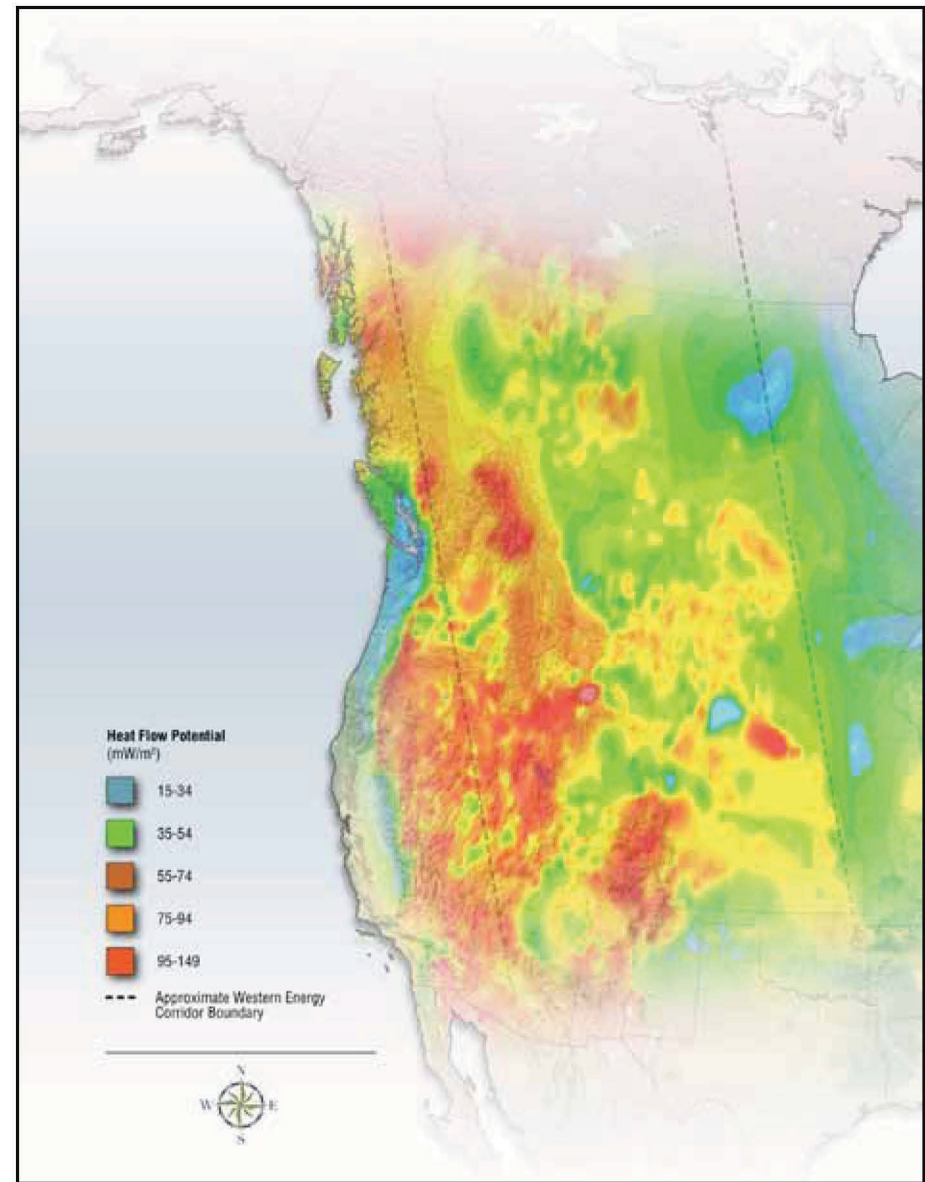 Heat Flow Potential
(mW/m²)
15-34
35-54
55-74
75-94
95-149
Approximate Western Energy
Corridor Boundary
N
W E
S